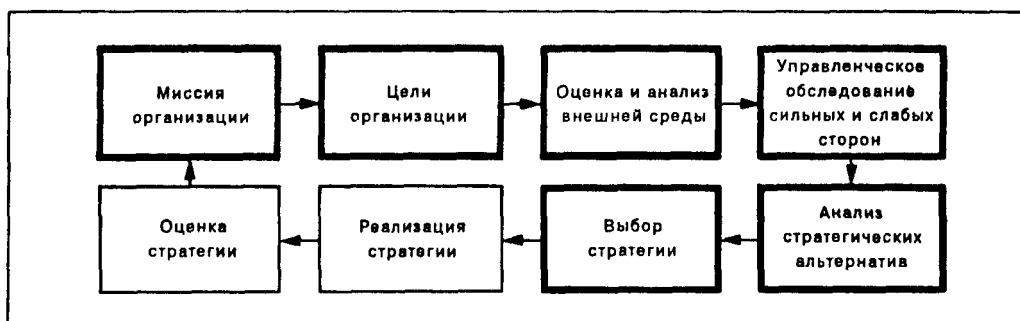 Миссия
организации
Цели
организации
Оценка и анализ
внешней среды
Управленческое
обследование
сильных и слабых
сторон
Оценка
стратегии
Реализация
стратегии
Выбор
стратегии
Анализ
стратегических
альтернатив